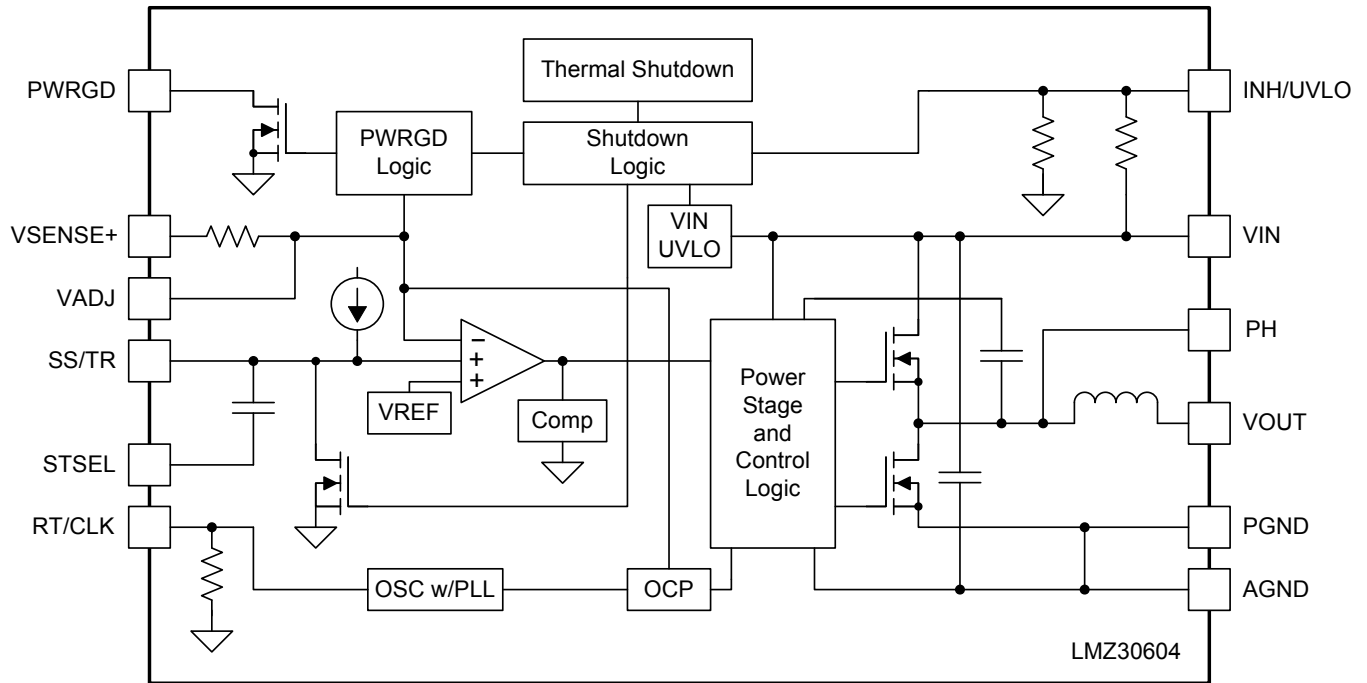 Thermal Shutdown
PWRGD
INH/UVLO
PWRGD
Logic
Shutdown
Logic
VSENSE+
VIN
UVLO
VIN
VADJ
PH
SS/TR
−
+
+
VREF
Comp
Power
Stage
and
Control
Logic
VOUT
STSEL
RT/CLK
PGND
OSC w/PLL
OCP
AGND
LMZ30604